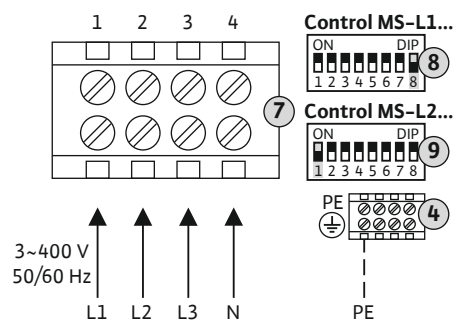 1 2 3 4
7
3~400 V
50/60 Hz
L1 L2 L3 N
Control MS-L1...
ON DIP
1 2 3 4 5 6 7 8
8
Control MS-L2...
ON DIP
1 2 3 4 5 6 7 8
9
PE
4
PE